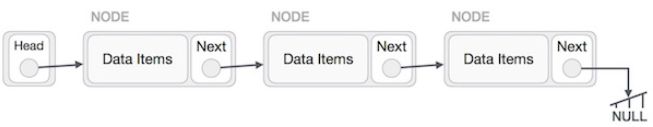 NODE NODE NODE
Head Data Items Next Data Items Next Data Items Next
NULL